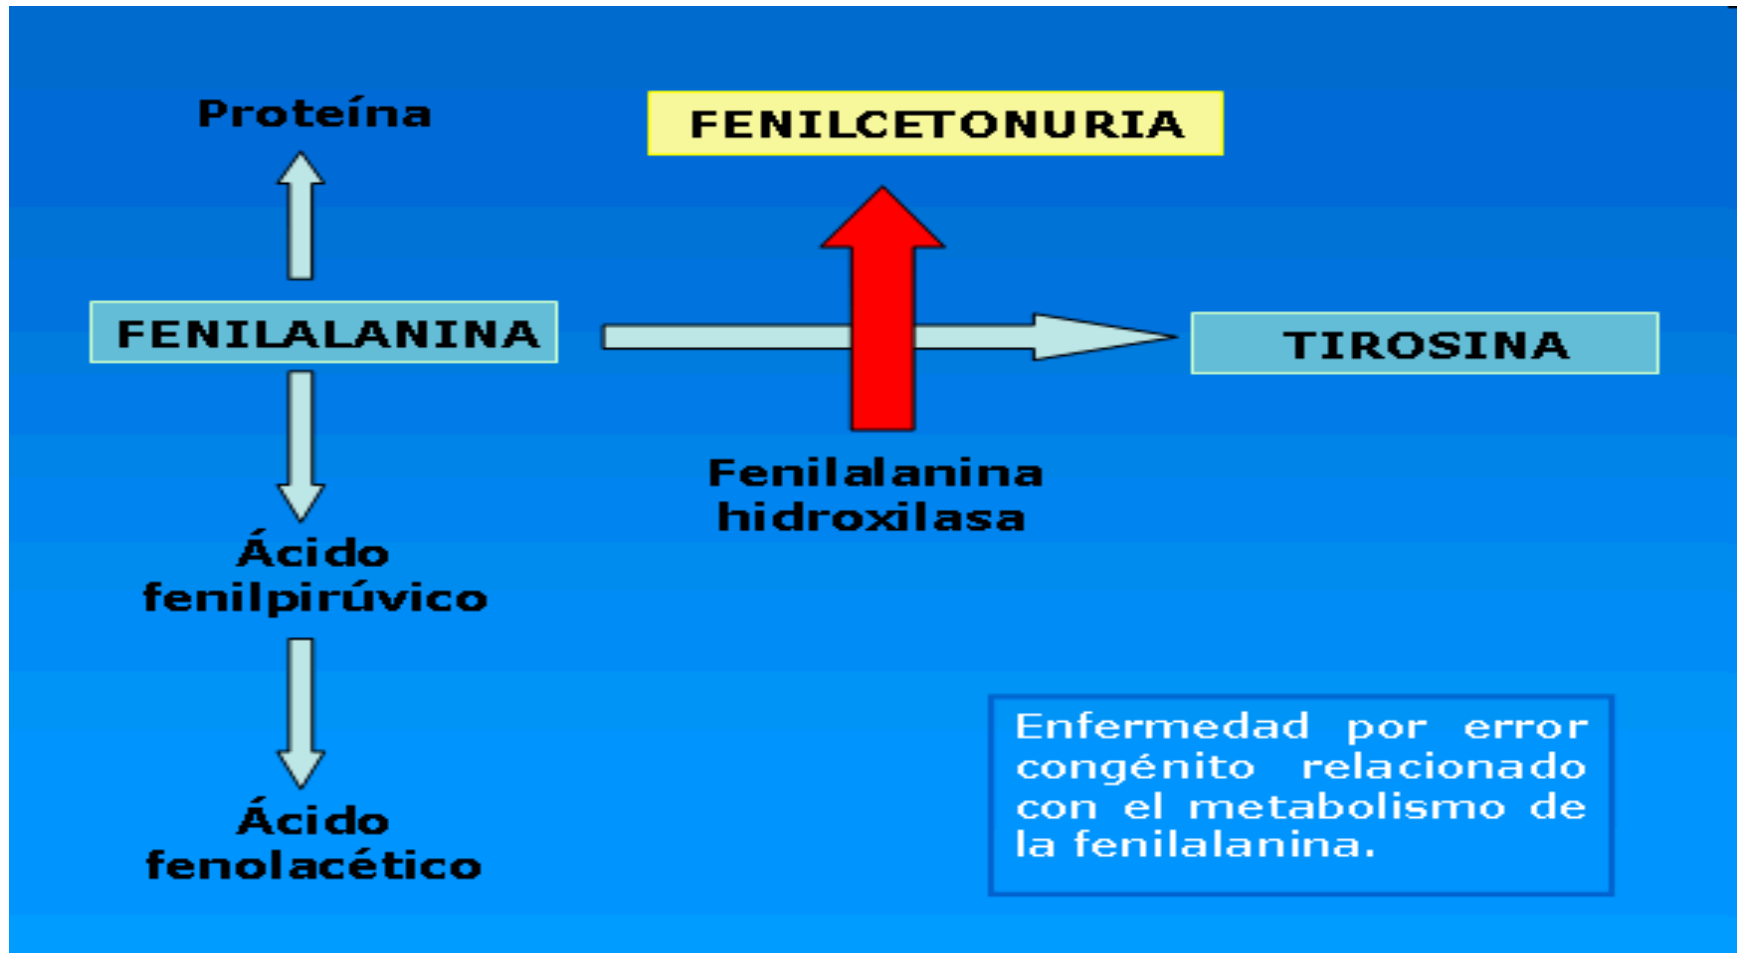 Proteína
FENILCETONURIA
FENILALANINA
TIROSINA
Fenilalanina
hidroxilasa
Ácido
fenilpirúvico
Ácido
fenolacético
Enfermedad por error
congénito relacionado
con el metabolismo de
la fenilalanina.